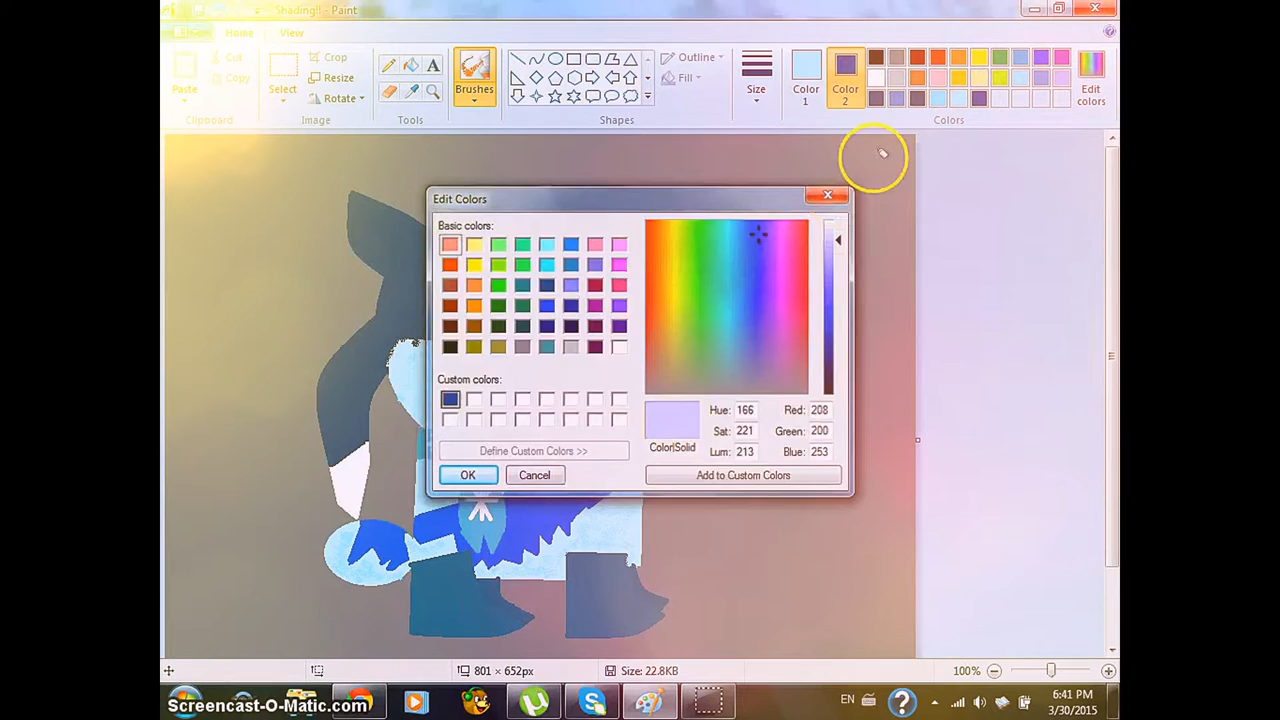 Shading!! - Paint
Home View
Cut
Copy
Paste
Clipboard
Crop
Resize
Rotate
Select
Image
A
Tools
Brushes
Outline
Fill
Shapes
Size
Color 1
Color 2
Edit colors
Colors
Edit Colors
Basic colors:
Custom colors:
Define Custom Colors >>
OK Cancel
Color|Solid
Hue: 166 Red: 208
Sat: 221 Green: 200
Lum: 213 Blue: 253
Add to Custom Colors
801 × 652px Size: 22.8KB 100%
EN 6:41 PM
3/30/2015
Screencast-O-Matic.com